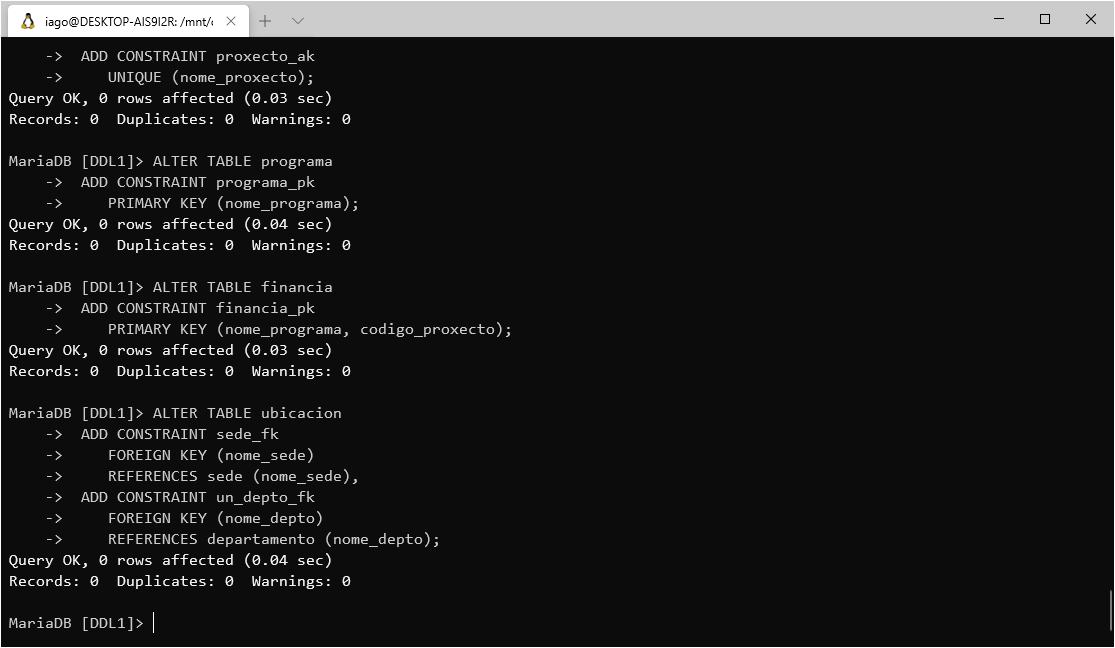 iago@DESKTOP-AIS9I2R: /mnt/c
    ->  ADD CONSTRAINT proxecto_ak
    ->     UNIQUE (nome_proxecto);
Query OK, 0 rows affected (0.03 sec)
Records: 0  Duplicates: 0  Warnings: 0

MariaDB [DDL1]> ALTER TABLE programa
    ->  ADD CONSTRAINT programa_pk
    ->     PRIMARY KEY (nome_programa);
Query OK, 0 rows affected (0.04 sec)
Records: 0  Duplicates: 0  Warnings: 0

MariaDB [DDL1]> ALTER TABLE financia
    ->  ADD CONSTRAINT financia_pk
    ->     PRIMARY KEY (nome_programa, codigo_proxecto);
Query OK, 0 rows affected (0.03 sec)
Records: 0  Duplicates: 0  Warnings: 0

MariaDB [DDL1]> ALTER TABLE ubicacion
    ->  ADD CONSTRAINT sede_fk
    ->     FOREIGN KEY (nome_sede)
    ->     REFERENCES sede (nome_sede),
    ->  ADD CONSTRAINT un_depto_fk
    ->     FOREIGN KEY (nome_depto)
    ->     REFERENCES departamento (nome_depto);
Query OK, 0 rows affected (0.04 sec)
Records: 0  Duplicates: 0  Warnings: 0

MariaDB [DDL1]>